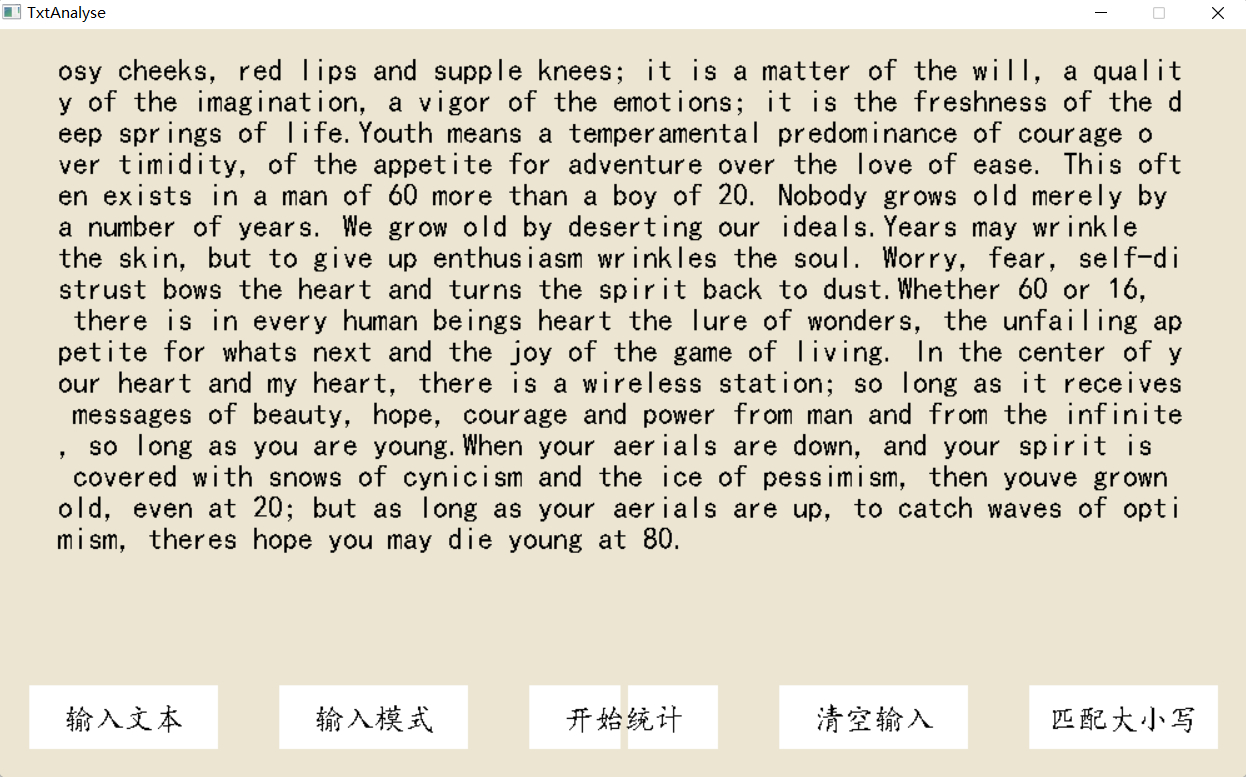 TxtAnalyse
osy cheeks, red lips and supple knees; it is a matter of the will, a qualit
y of the imagination, a vigor of the emotions; it is the freshness of the d
eep springs of life.Youth means a temperamental predominance of courage o
ver timidity, of the appetite for adventure over the love of ease. This oft
en exists in a man of 60 more than a boy of 20. Nobody grows old merely by
a number of years. We grow old by deserting our ideals.Years may wrinkle
the skin, but to give up enthusiasm wrinkles the soul. Worry, fear, self-di
strust bows the heart and turns the spirit back to dust.Whether 60 or 16,
 there is in every human beings heart the lure of wonders, the unfailing ap
petite for whats next and the joy of the game of living. In the center of y
our heart and my heart, there is a wireless station; so long as it receives
 messages of beauty, hope, courage and power from man and from the infinite
, so long as you are young.When your aerials are down, and your spirit is
 covered with snows of cynicism and the ice of pessimism, then youve grown
old, even at 20; but as long as your aerials are up, to catch waves of opti
mism, theres hope you may die young at 80.
输入文本 输入模式 开始统计 清空输入 匹配大小写